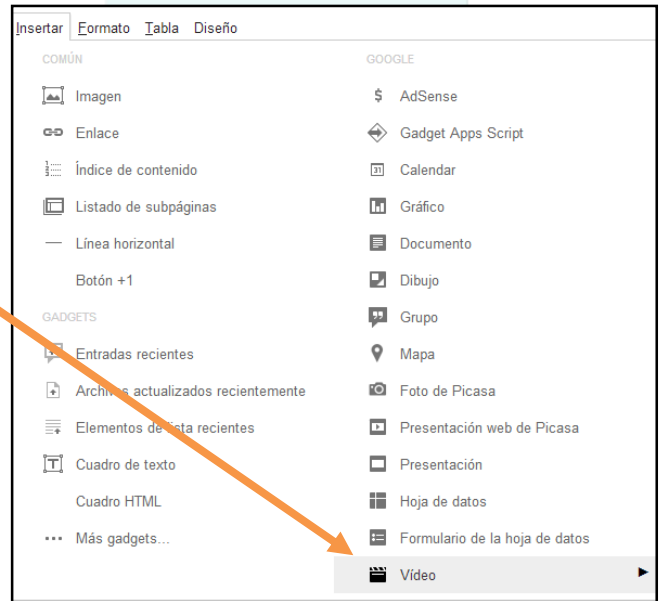 Insertar Formato Tabla Diseño
COMÚN
Imagen
Enlace
Índice de contenido
Listado de subpáginas
Línea horizontal
Botón +1
GADGETS
Entradas recientes
Archivos actualizados recientemente
Elementos de lista recientes
Cuadro de texto
Cuadro HTML
Más gadgets...
GOOGLE
AdSense
Gadget Apps Script
Calendar
Gráfico
Documento
Dibujo
Grupo
Mapa
Foto de Picasa
Presentación web de Picasa
Presentación
Hoja de datos
Formulario de la hoja de datos
Vídeo